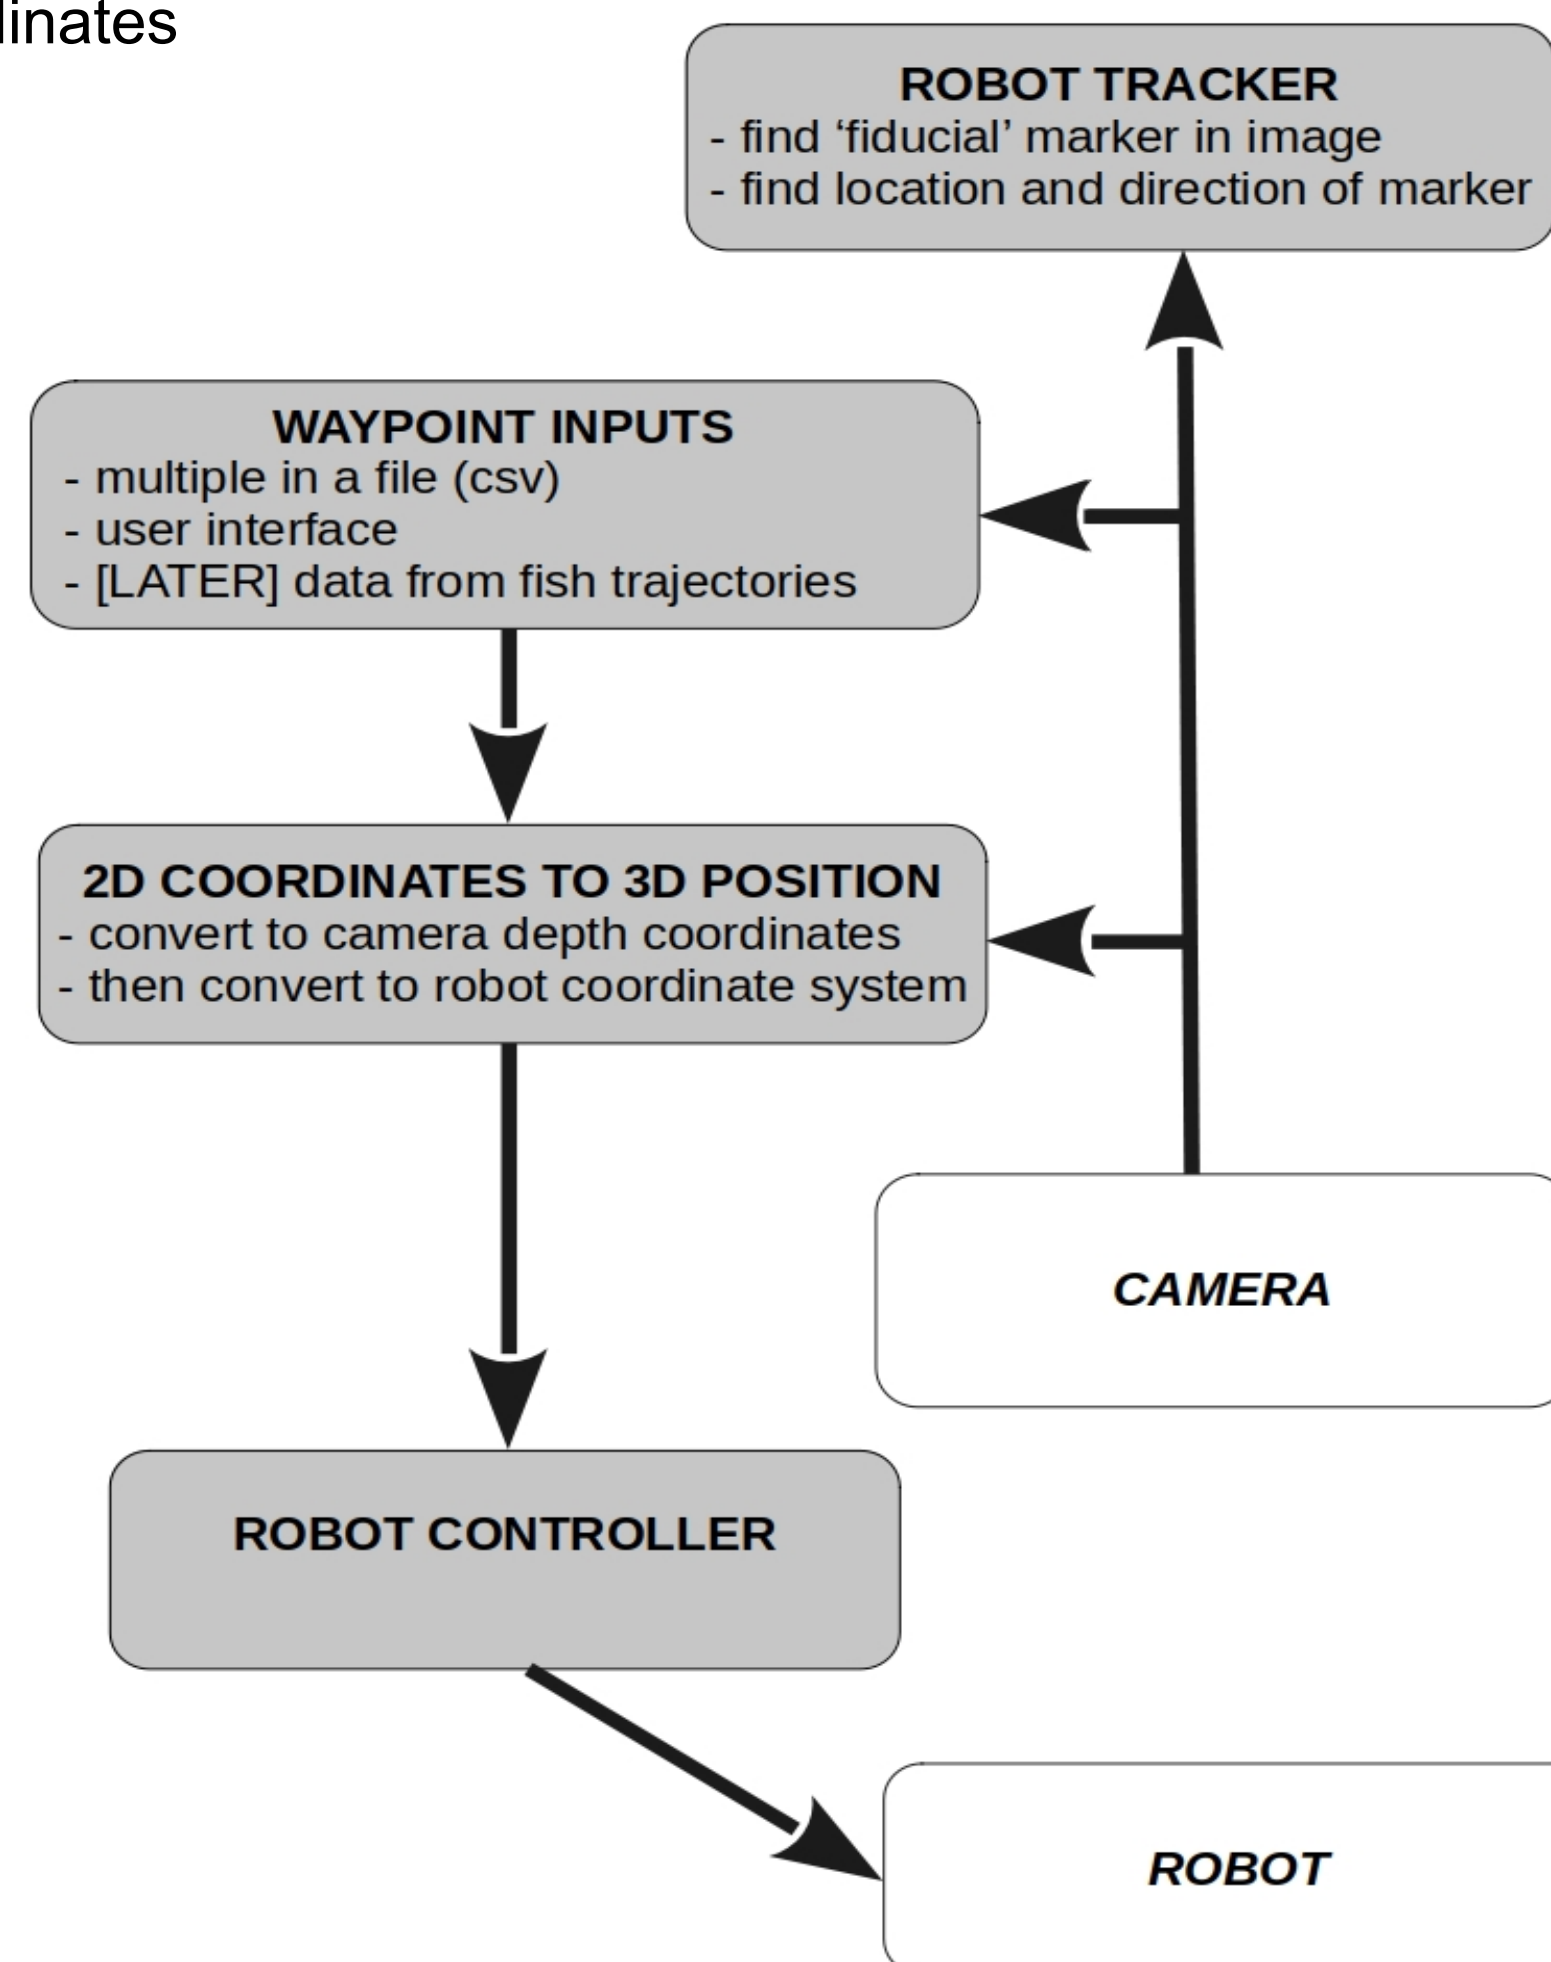 linates
ROBOT TRACKER
- find ‘fiducial’ marker in image
- find location and direction of marker
WAYPOINT INPUTS
- multiple in a file (csv)
- user interface
- [LATER] data from fish trajectories
2D COORDINATES TO 3D POSITION
- convert to camera depth coordinates
- then convert to robot coordinate system
CAMERA
ROBOT CONTROLLER
ROBOT